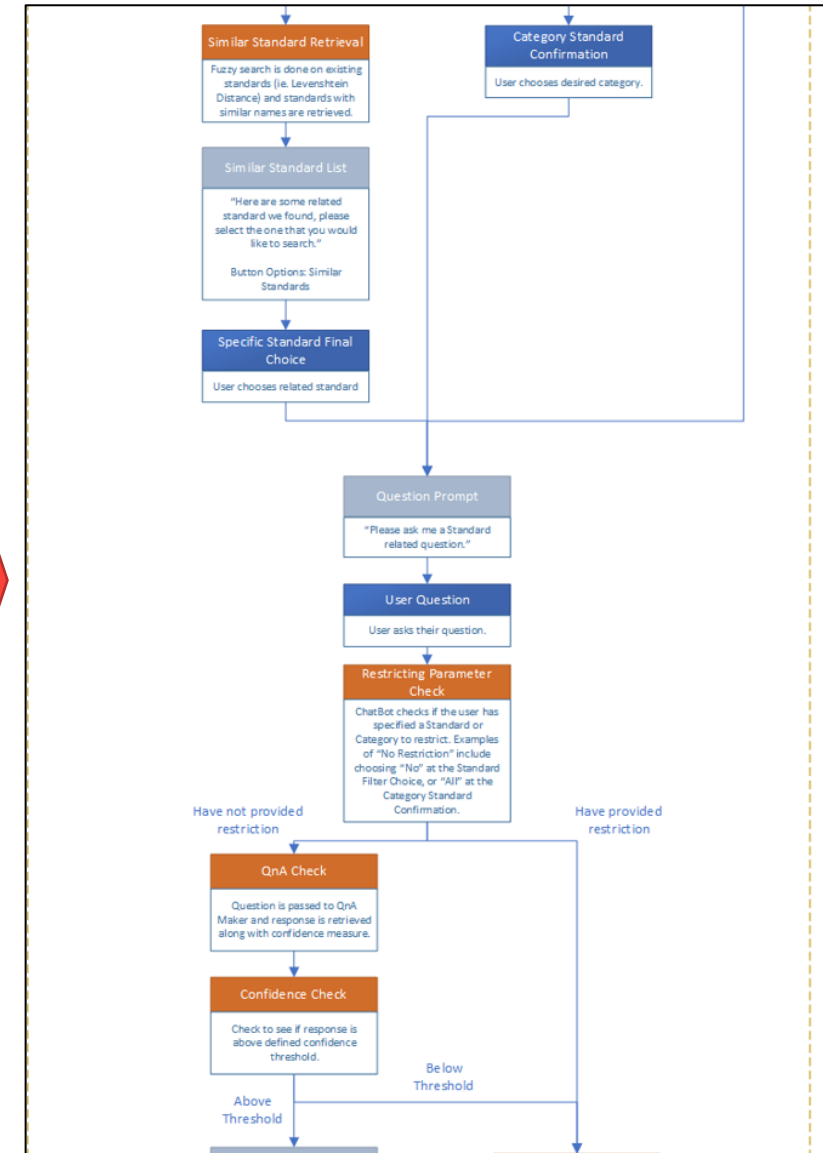 Similar Standard Retrieval
Fuzzy search is done on existing
standards (ie. Levenshtein
Distance) and standards with
similar names are retrieved.
Category Standard
Confirmation
User chooses desired category.
Similar Standard List
"Here are some related
standard we found, please
select the one that you would
like to search."
Button Options: Similar
Standards
Specific Standard Final
Choice
User chooses related standard
Question Prompt
"Please ask me a Standard
related question."
User Question
User asks their question.
Restricting Parameter
Check
ChatBot checks if the user has
specified a Standard or
Category to restrict. Examples
of "No Restriction" include
choosing "No" at the Standard
Filter Choice, or "All" at the
Category Standard
Confirmation.
Have not provided
restriction
Have provided
restriction
QnA Check
Question is passed to QnA
Maker and response is retrieved
along with confidence measure.
Confidence Check
Check to see if response is
above defined confidence
threshold.
Below
Threshold
Above
Threshold